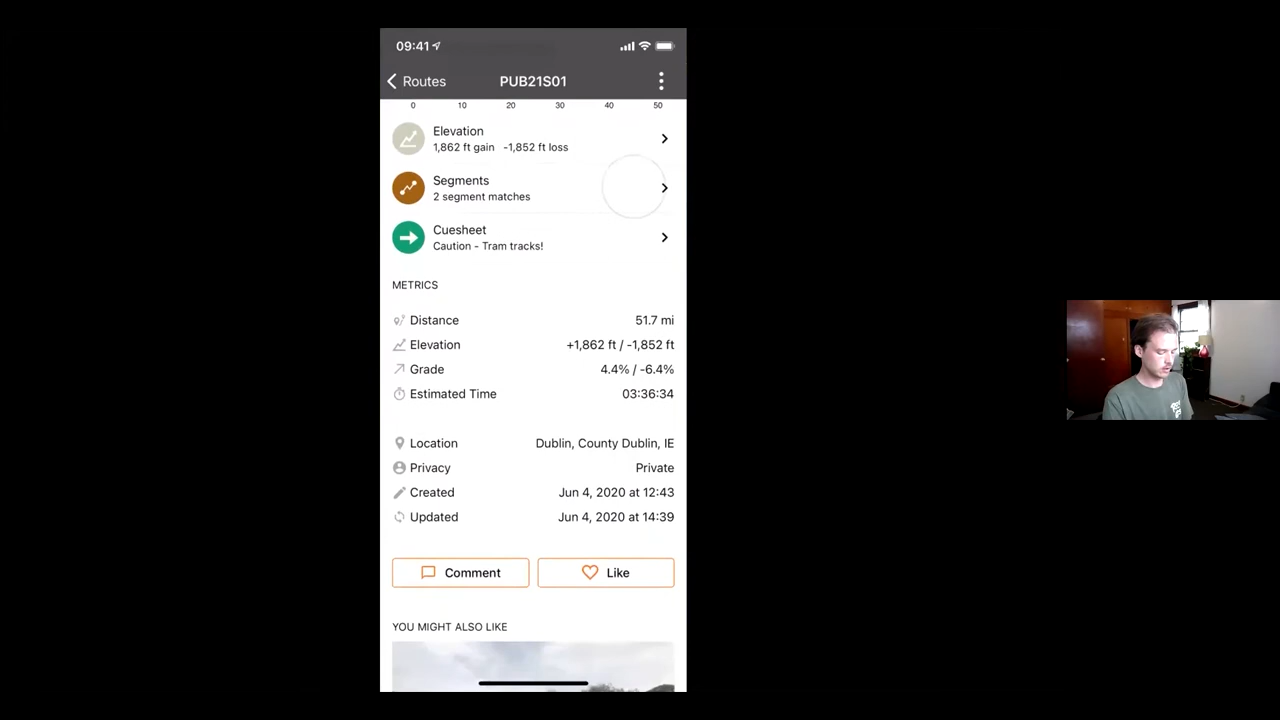 09:41
Routes
PUB21S01
0 10 20 30 40 50
Elevation
1,862 ft gain -1,852 ft loss
Segments
2 segment matches
Cuesheet
Caution - Tram tracks!
METRICS
Distance 51.7 mi
Elevation +1,862 ft / -1,852 ft
Grade 4.4% / -6.4%
Estimated Time 03:36:34
Location Dublin, County Dublin, IE
Privacy Private
Created Jun 4, 2020 at 12:43
Updated Jun 4, 2020 at 14:39
Comment Like
YOU MIGHT ALSO LIKE